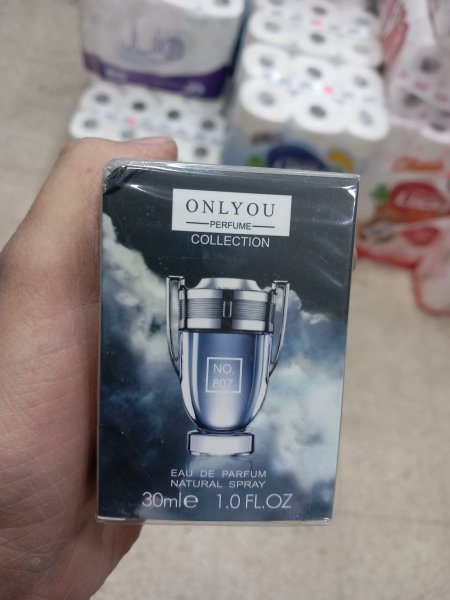 ONLYOU
PERFUME
COLLECTION
NO.
807
EAU DE PARFUM
NATURAL SPRAY
30ml℮ 1.0 FL.OZ